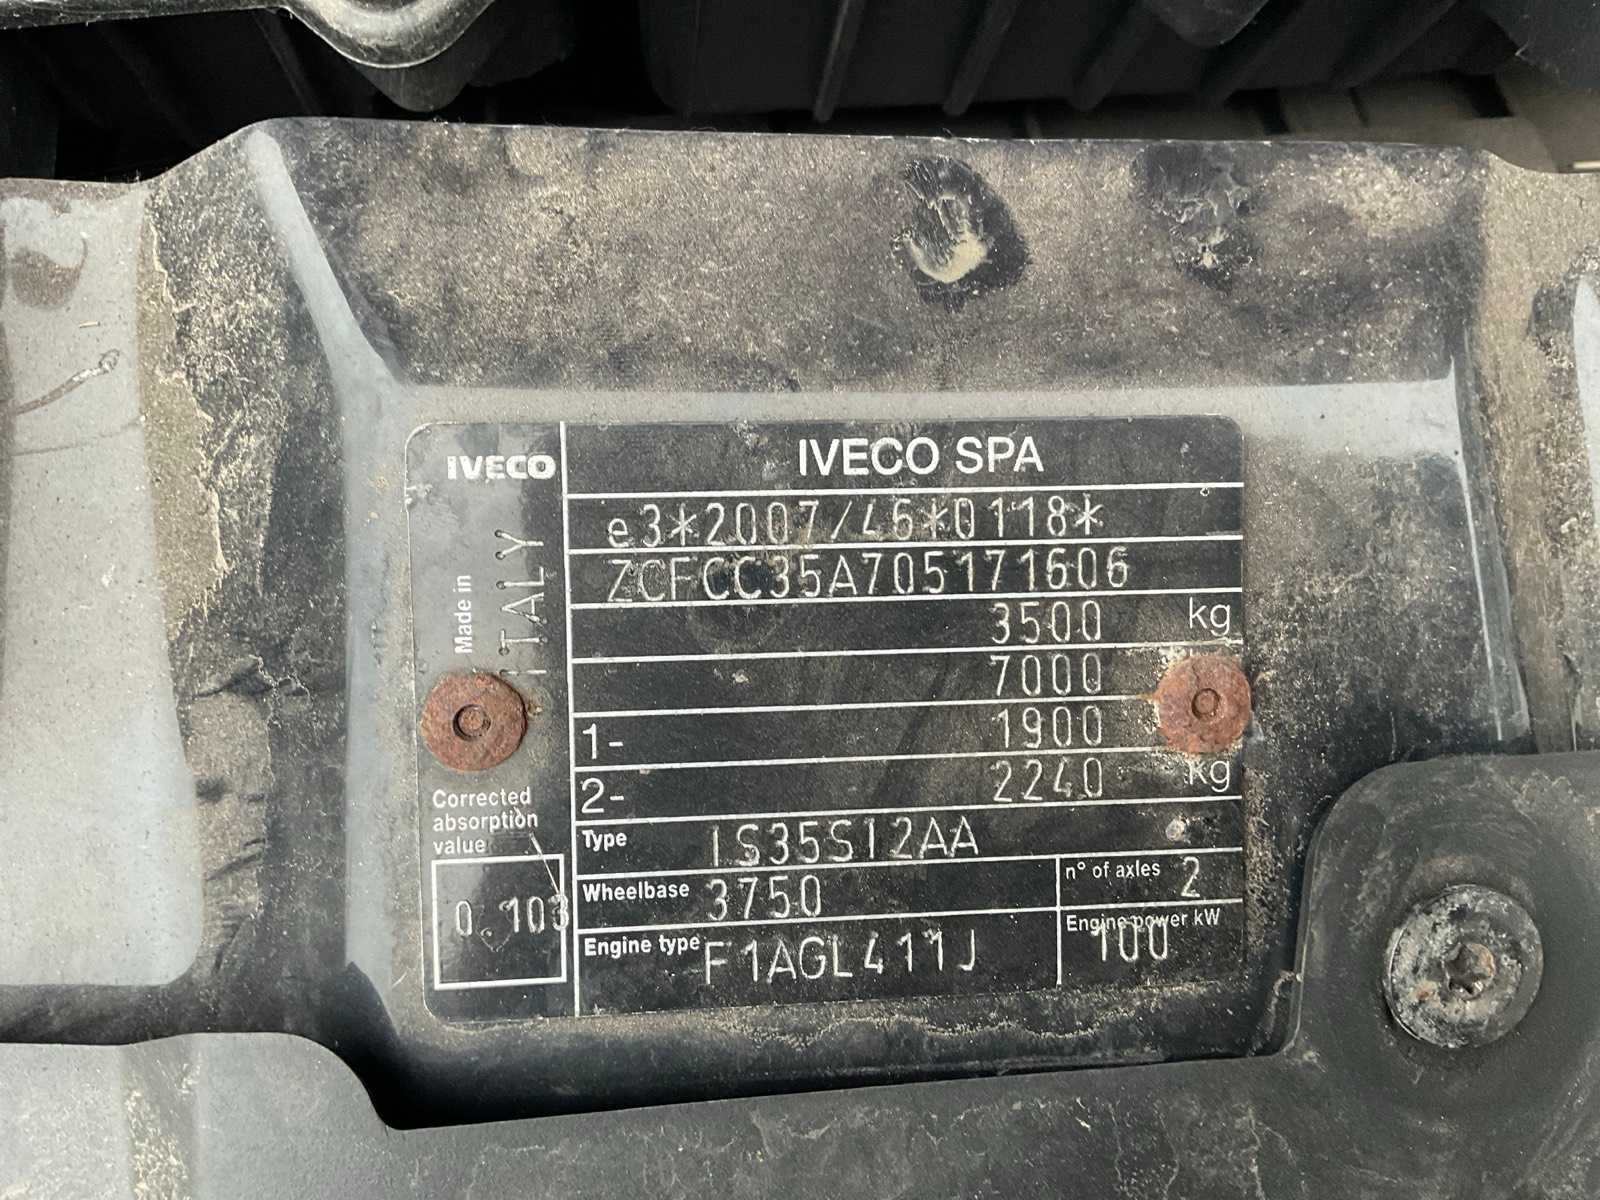 IVECO
IVECO SPA
Made in
ITALY
e3*2007/46*0118*
ZCFCC35A705171606
3500 kg
7000
1- 1900
2- 2240 kg
Corrected
absorption
value
0.103
Type IS35SI2AA
Wheelbase 3750
n° of axles 2
Engine type F1AGL411J
Engine power kW
100